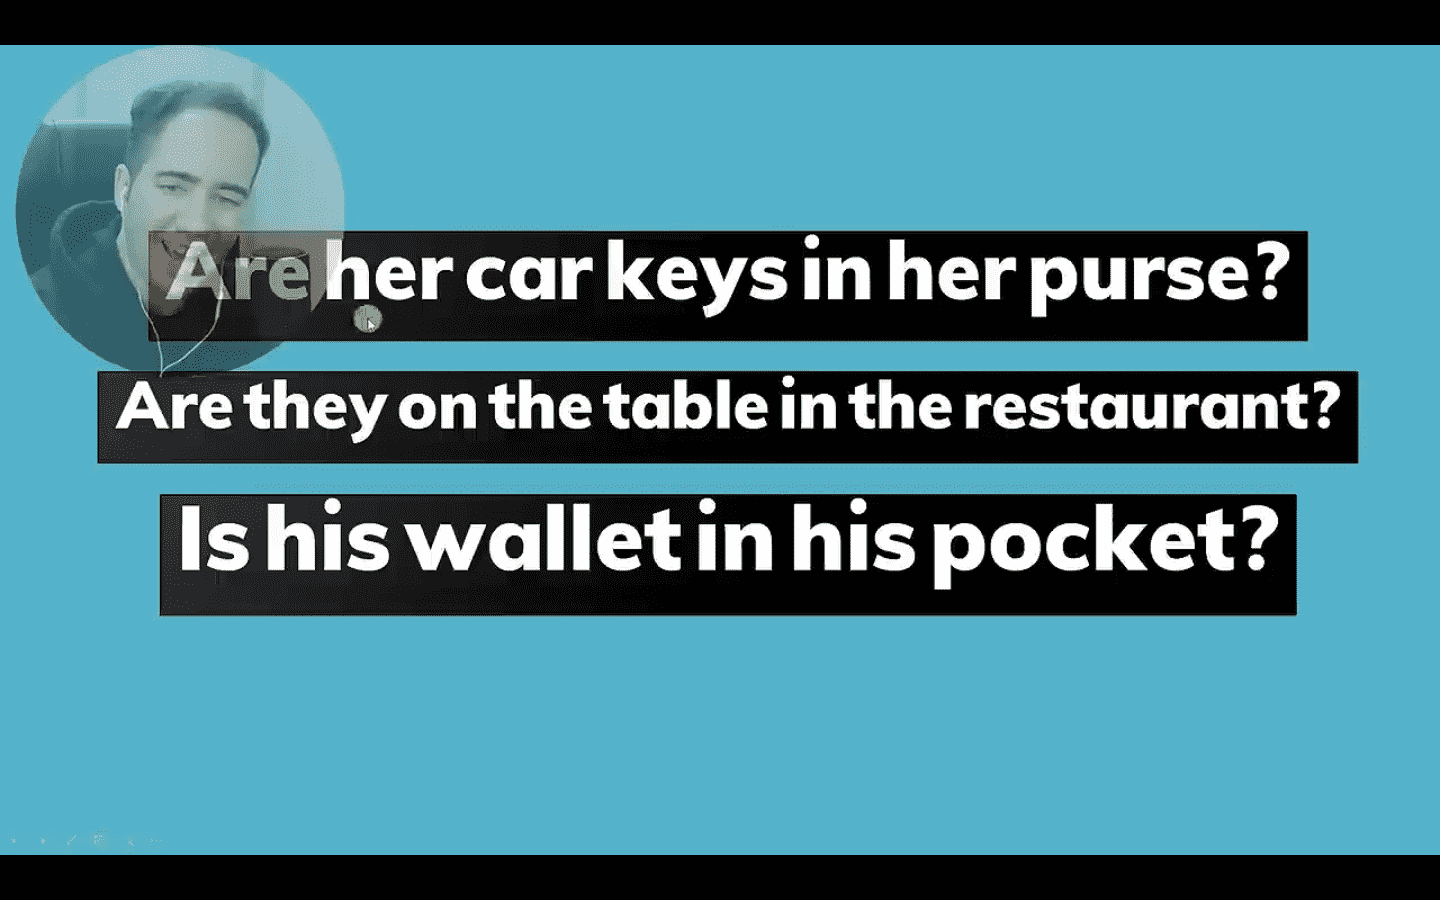 Are her car keys in her purse?
Are they on the table in the restaurant?
Is his wallet in his pocket?